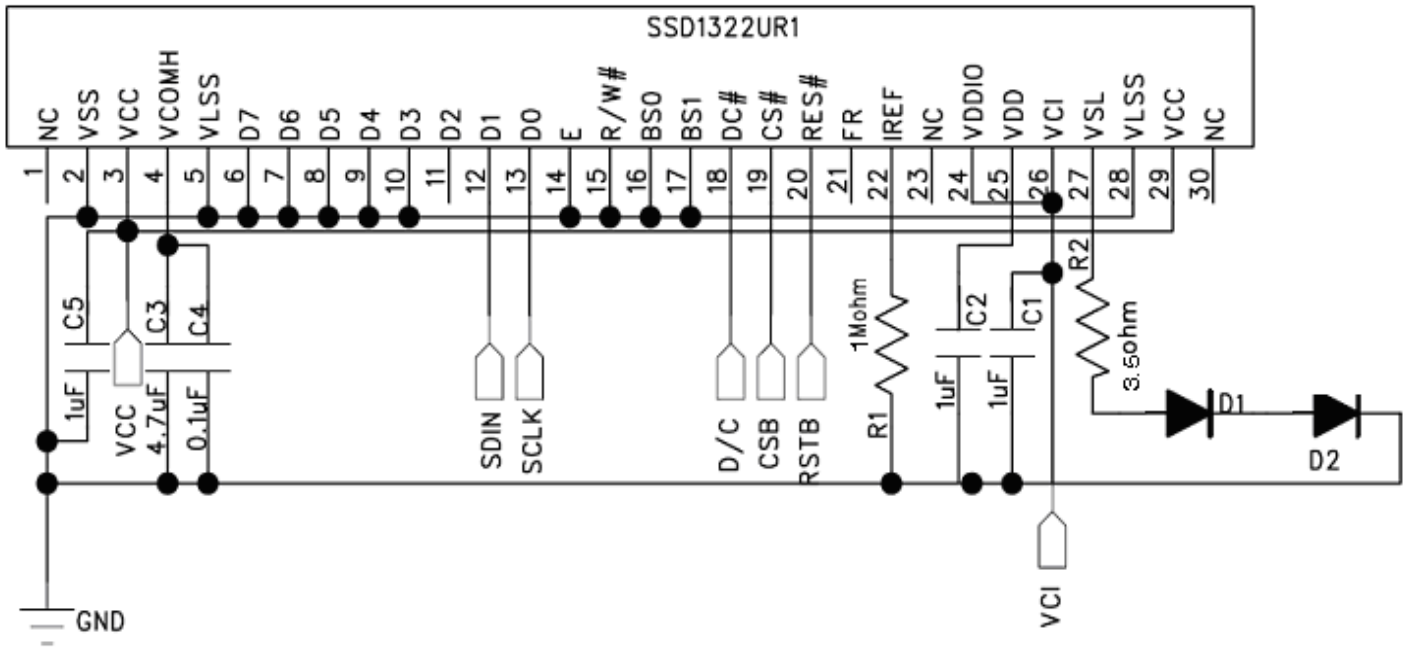 SSD1322UR1
NC
VSS
VCC
VCOMH
VLSS
D7
D6
D5
D4
D3
D2
D1
D0
E
R/W#
BS0
BS1
DC#
CS#
RES#
FR
IREF
NC
VDDIO
VDD
VCI
VSL
VLSS
VCC
NC
1
2
3
4
5
6
7
8
9
10
11
12
13
14
15
16
17
18
19
20
21
22
23
24
25
26
27
28
29
30
C5
1uF
VCC
C3
4.7uF
C4
0.1uF
SDIN
SCLK
D/C
CSB
RSTB
1Mohm
R1
C2
1uF
C1
1uF
R2
3.5ohm
D1
D2
VCI
GND